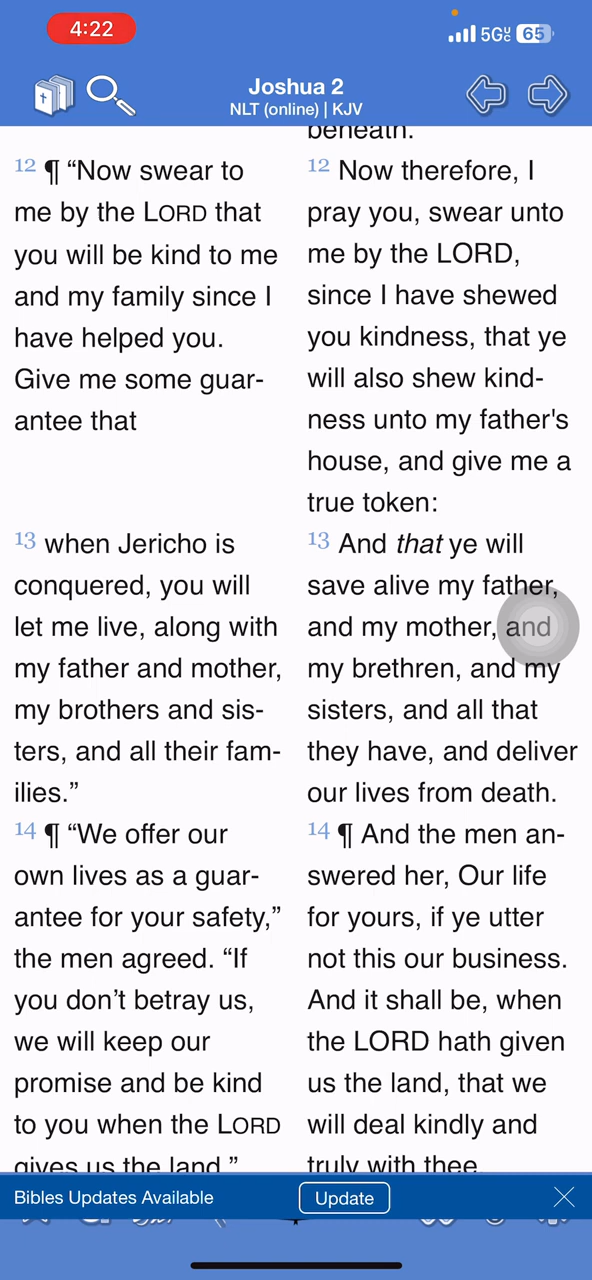 4:22
5G
65
Joshua 2
NLT (online) | KJV
beneath.
12 ¶ “Now swear to
me by the LORD that
you will be kind to me
and my family since I
have helped you.
Give me some guar-
antee that
13 when Jericho is
conquered, you will
let me live, along with
my father and mother,
my brothers and sis-
ters, and all their fam-
ilies.”
14 ¶ “We offer our
own lives as a guar-
antee for your safety,”
the men agreed. “If
you don’t betray us,
we will keep our
promise and be kind
to you when the LORD
gives us the land.”
12 Now therefore, I
pray you, swear unto
me by the LORD,
since I have shewed
you kindness, that ye
will also shew kind-
ness unto my father's
house, and give me a
true token:
13 And that ye will
save alive my father,
and my mother, and
my brethren, and my
sisters, and all that
they have, and deliver
our lives from death.
14 ¶ And the men an-
swered her, Our life
for yours, if ye utter
not this our business.
And it shall be, when
the LORD hath given
us the land, that we
will deal kindly and
truly with thee.
Bibles Updates Available
Update